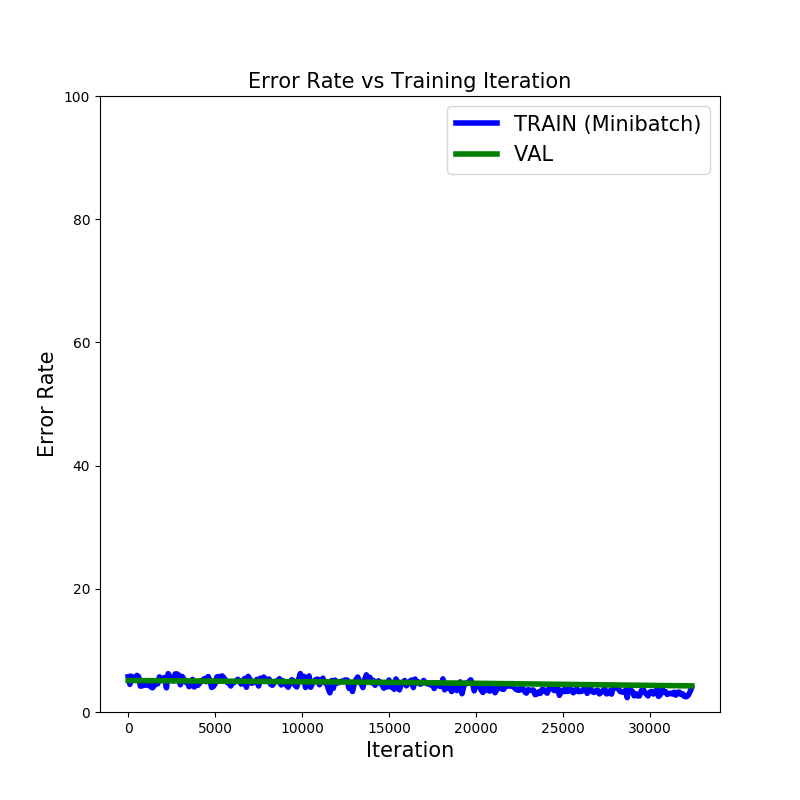 Error Rate vs Training Iteration
100
80
60
40
20
0
Error Rate
TRAIN (Minibatch)
VAL
0 5000 10000 15000 20000 25000 30000
Iteration